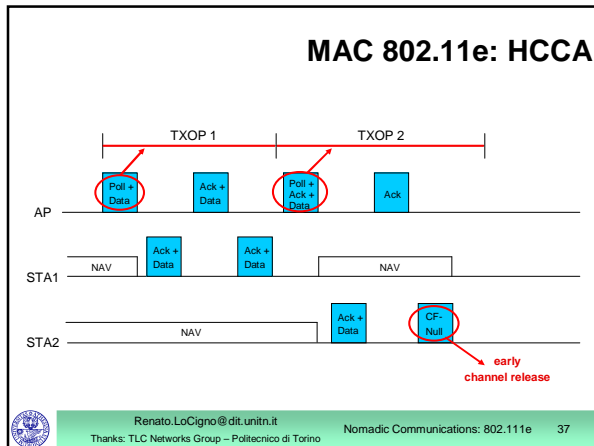 MAC 802.11e: HCCA
TXOP 1
TXOP 2
Poll +
Data
Ack +
Data
Poll +
Ack +
Data
Ack
AP
Ack +
Data
Ack +
Data
NAV
NAV
STA1
Ack +
Data
CF-
Null
NAV
STA2
early
channel release
Renato.LoCigno@dit.unitn.it
Thanks: TLC Networks Group – Politecnico di Torino
Nomadic Communications: 802.111e 37